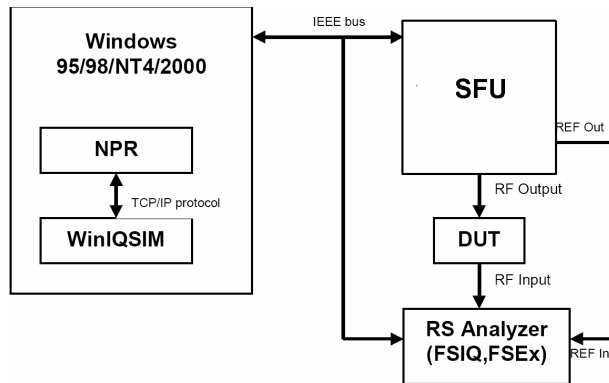 Windows
95/98/NT4/2000
NPR
TCP/IP protocol
WinIQSIM
IEEE bus
SFU
REF Out
RF Output
DUT
RF Input
RS Analyzer
(FSIQ,FSEx)
REF In